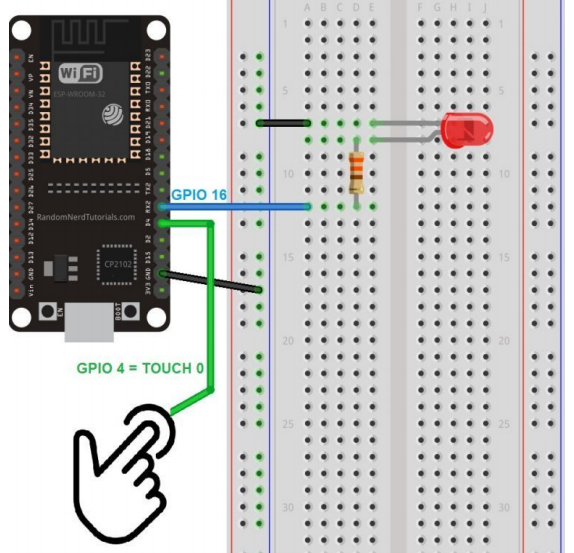 A B C D E F G H I J
1 1
5 5
10 10
15 15
20 20
25 25
30 30
EN
VP
VN
D34
D35
D32
D33
D25
D26
D27
D14
D12
D13
GND
Vin
D23
D22
TX0
RX0
D21
D19
D18
D5
TX2
RX2
D4
D2
D15
GND
3V3
WiFi
ESP-WROOM-32
RandomNerdTutorials.com
CP2102
EN
BOOT
GPIO 16
GPIO 4 = TOUCH 0